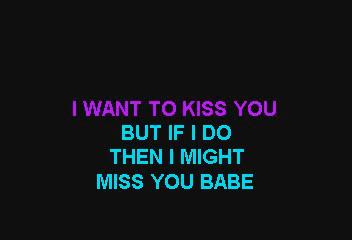 I WANT TO KISS YOU
BUT IF I DO
THEN I MIGHT
MISS YOU BABE